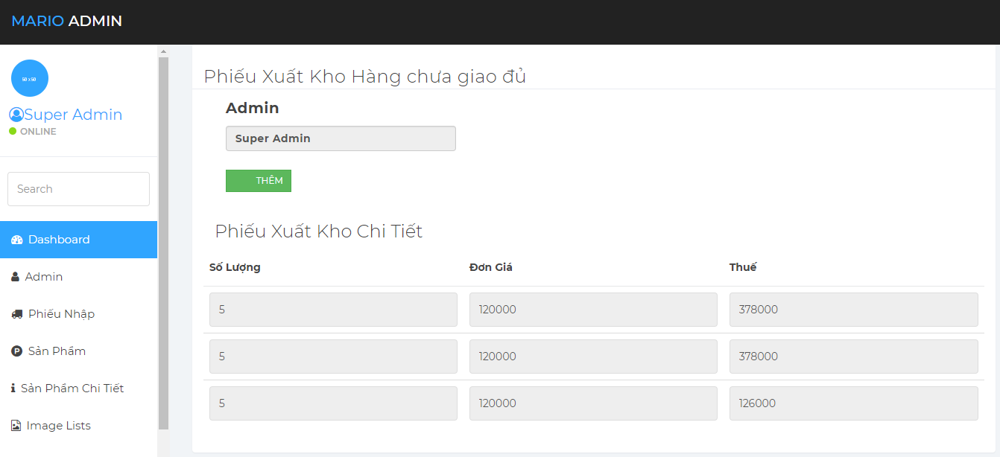 MARIO ADMIN
50 x 50
Super Admin
ONLINE
Search
Dashboard
Admin
Phiếu Nhập
Sản Phẩm
Sản Phẩm Chi Tiết
Image Lists
Phiếu Xuất Kho Hàng chưa giao đủ
Admin
Super Admin
THÊM
Phiếu Xuất Kho Chi Tiết
Số Lượng Đơn Giá Thuế
5 120000 378000
5 120000 378000
5 120000 126000